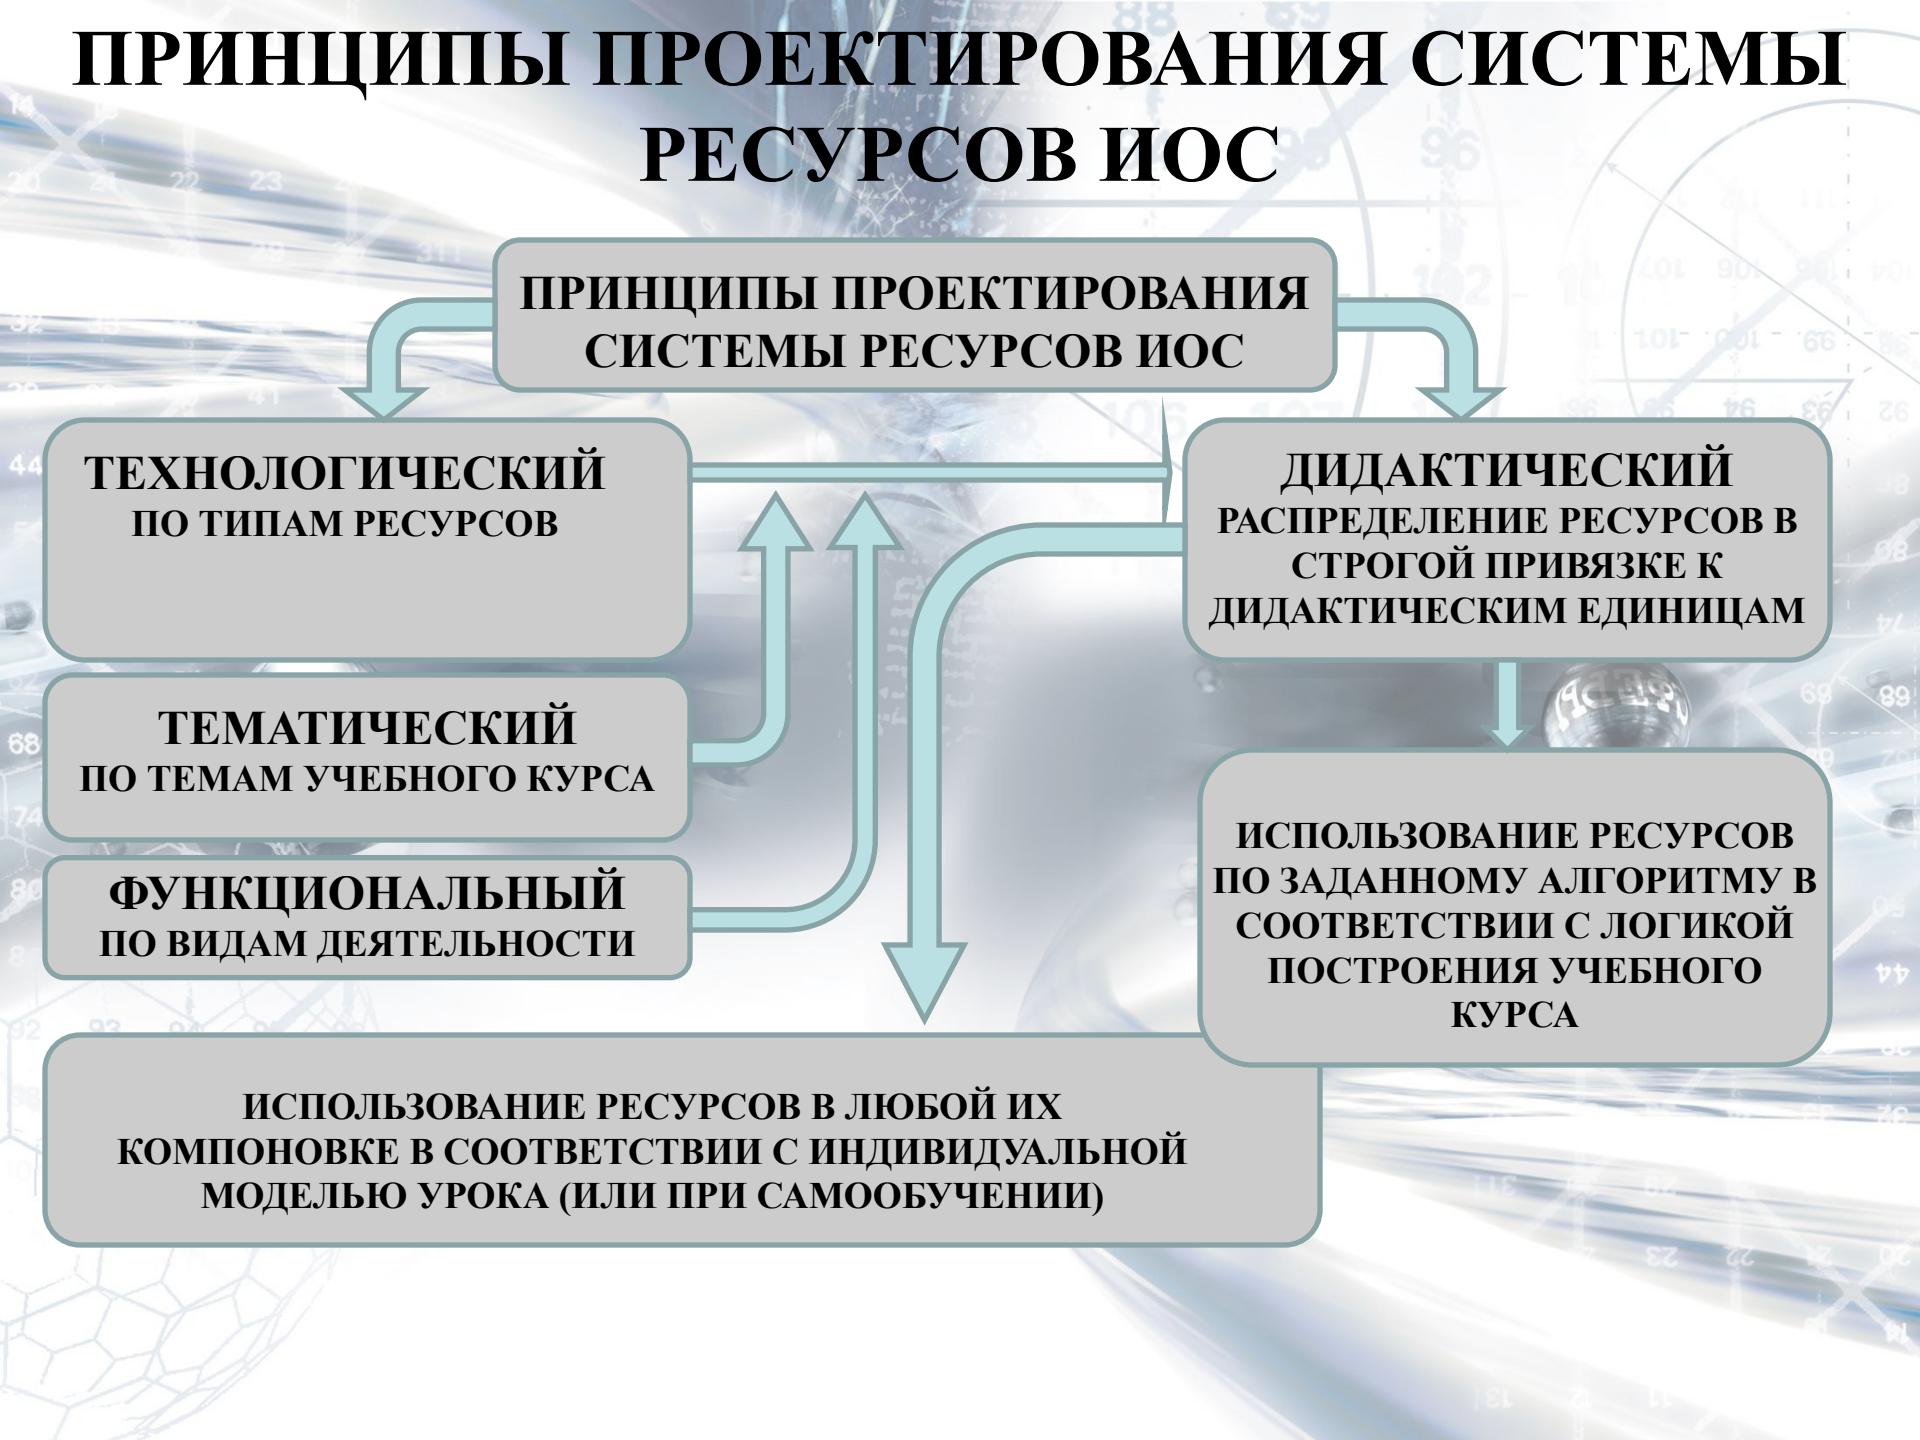 ПРИНЦИПЫ ПРОЕКТИРОВАНИЯ СИСТЕМЫ
РЕСУРСОВ ИОС
ПРИНЦИПЫ ПРОЕКТИРОВАНИЯ
СИСТЕМЫ РЕСУРСОВ ИОС
ТЕХНОЛОГИЧЕСКИЙ
ПО ТИПАМ РЕСУРСОВ
ДИДАКТИЧЕСКИЙ
РАСПРЕДЕЛЕНИЕ РЕСУРСОВ В
СТРОГОЙ ПРИВЯЗКЕ К
ДИДАКТИЧЕСКИМ ЕДИНИЦАМ
ТЕМАТИЧЕСКИЙ
ПО ТЕМАМ УЧЕБНОГО КУРСА
ФУНКЦИОНАЛЬНЫЙ
ПО ВИДАМ ДЕЯТЕЛЬНОСТИ
ИСПОЛЬЗОВАНИЕ РЕСУРСОВ
ПО ЗАДАННОМУ АЛГОРИТМУ В
СООТВЕТСТВИИ С ЛОГИКОЙ
ПОСТРОЕНИЯ УЧЕБНОГО
КУРСА
ИСПОЛЬЗОВАНИЕ РЕСУРСОВ В ЛЮБОЙ ИХ
КОМПОНОВКЕ В СООТВЕТСТВИИ С ИНДИВИДУАЛЬНОЙ
МОДЕЛЬЮ УРОКА (ИЛИ ПРИ САМООБУЧЕНИИ)